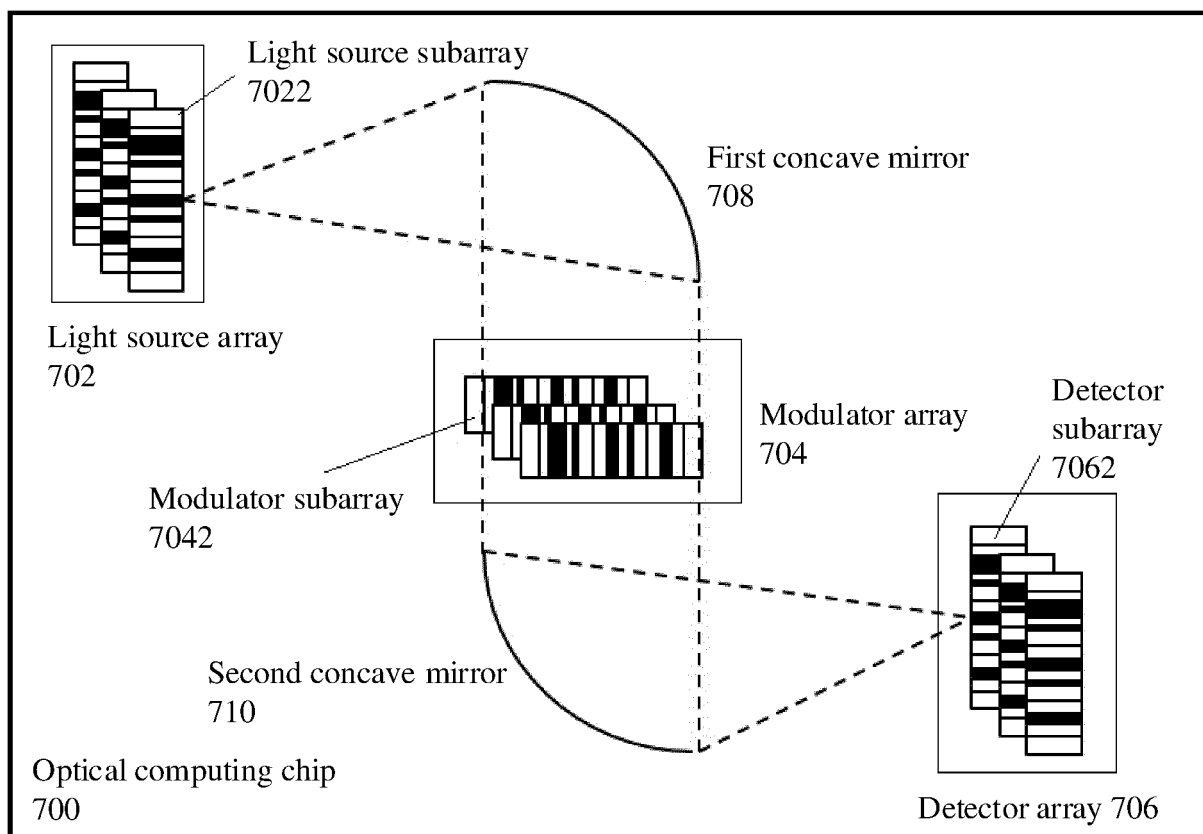 Light source subarray
7022
First concave mirror
708
Light source array
702
Modulator array
704
Detector
subarray
7062
Modulator subarray
7042
Second concave mirror
710
Optical computing chip
700
Detector array 706